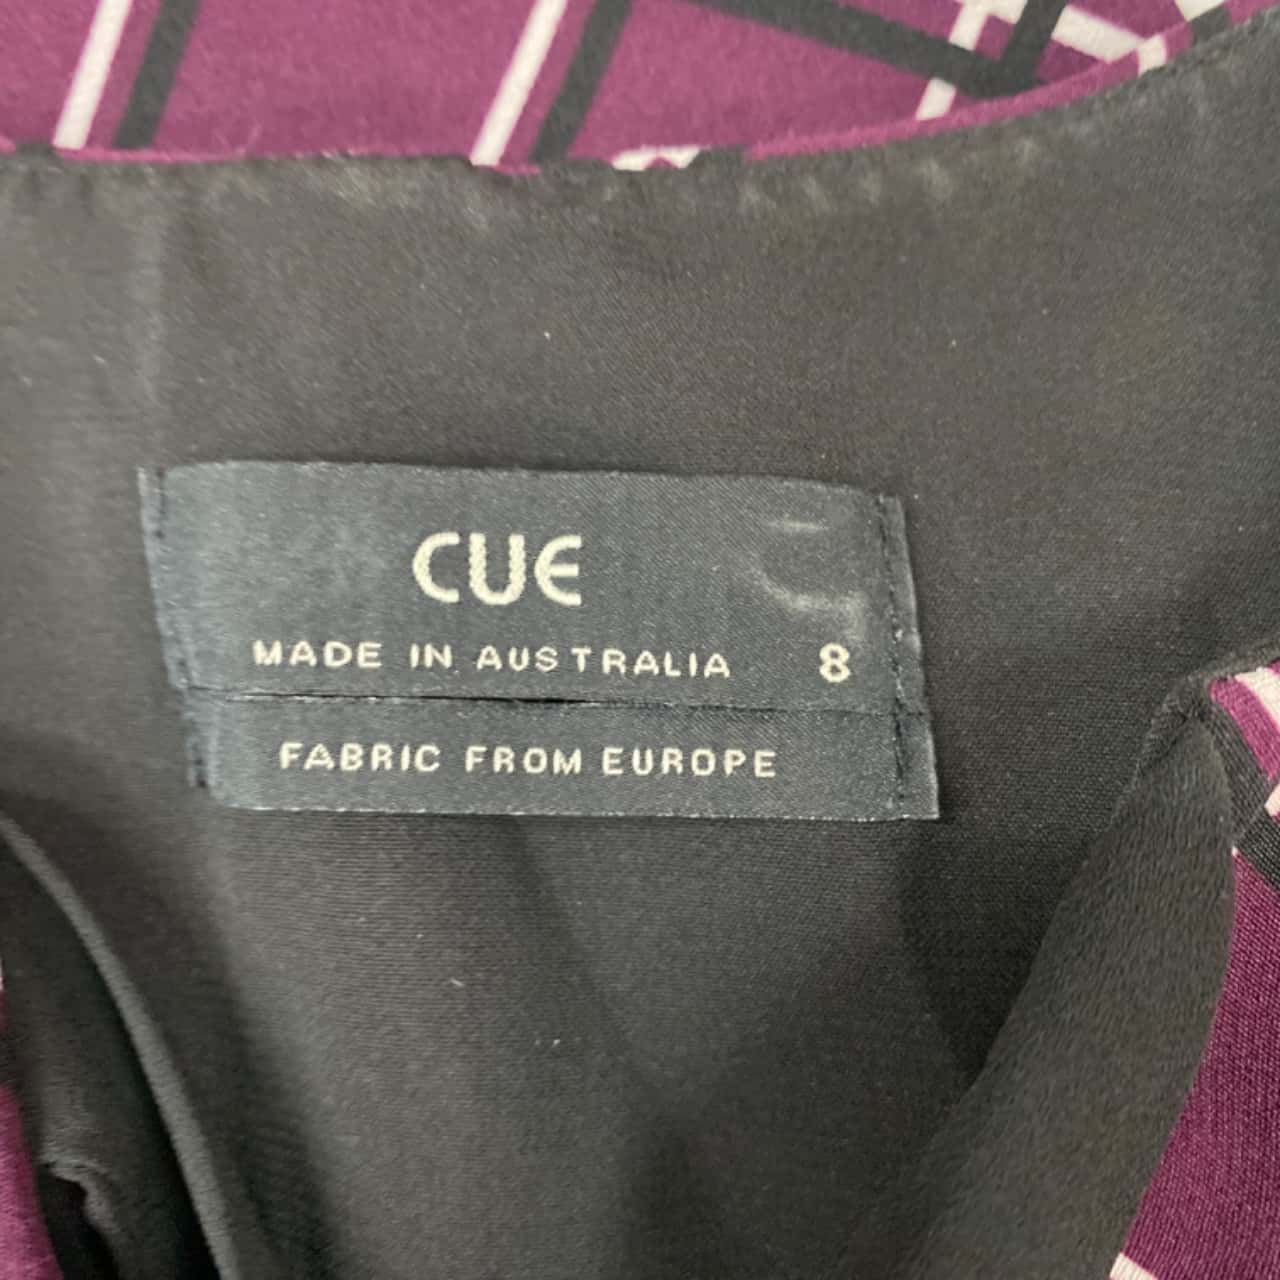 CUE
MADE IN AUSTRALIA 8
FABRIC FROM EUROPE